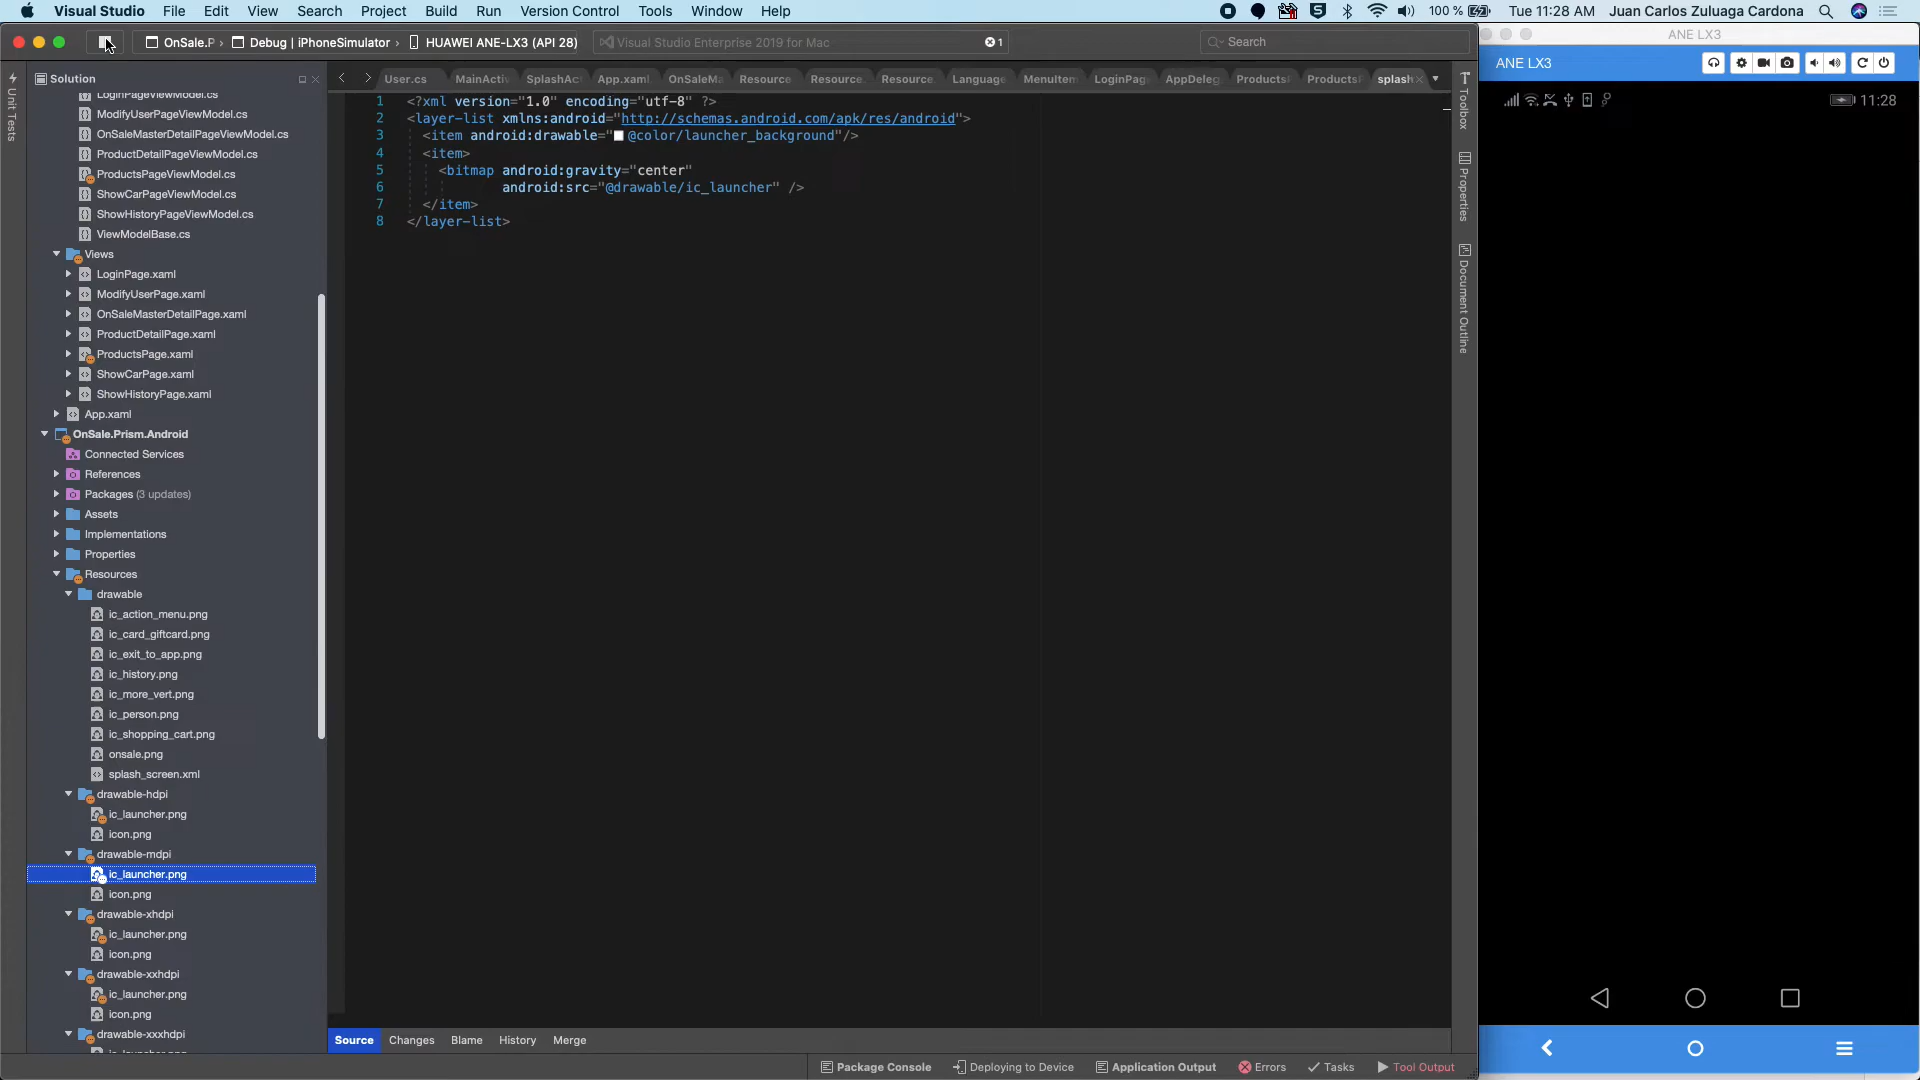 Visual Studio File Edit View Search Project Build Run Version Control Tools Window Help 100 % Tue 11:28 AM Juan Carlos Zuluaga Cardona
OnSale.P › Debug | iPhoneSimulator › HUAWEI ANE-LX3 (API 28) Visual Studio Enterprise 2019 for Mac 1 Search
ANE LX3
ANE LX3
11:28
Unit Tests
Solution
LoginPageViewModel.cs
ModifyUserPageViewModel.cs
OnSaleMasterDetailPageViewModel.cs
ProductDetailPageViewModel.cs
ProductsPageViewModel.cs
ShowCarPageViewModel.cs
ShowHistoryPageViewModel.cs
ViewModelBase.cs
Views
LoginPage.xaml
ModifyUserPage.xaml
OnSaleMasterDetailPage.xaml
ProductDetailPage.xaml
ProductsPage.xaml
ShowCarPage.xaml
ShowHistoryPage.xaml
App.xaml
OnSale.Prism.Android
Connected Services
References
Packages (3 updates)
Assets
Implementations
Properties
Resources
drawable
ic_action_menu.png
ic_card_giftcard.png
ic_exit_to_app.png
ic_history.png
ic_more_vert.png
ic_person.png
ic_shopping_cart.png
onsale.png
splash_screen.xml
drawable-hdpi
ic_launcher.png
icon.png
drawable-mdpi
ic_launcher.png
icon.png
drawable-xhdpi
ic_launcher.png
icon.png
drawable-xxhdpi
ic_launcher.png
icon.png
drawable-xxxhdpi
User.cs MainActiv SplashAct App.xaml. OnSaleMa Resource Resource. Resource. Language MenuItem LoginPag AppDeleg ProductsI ProductsI splash
1 <?xml version="1.0" encoding="utf-8" ?>
2 <layer-list xmlns:android="http://schemas.android.com/apk/res/android">
3 <item android:drawable="@color/launcher_background"/>
4 <item>
5 <bitmap android:gravity="center"
6 android:src="@drawable/ic_launcher" />
7 </item>
8 </layer-list>
Toolbox
Properties
Document Outline
Source Changes Blame History Merge
Package Console Deploying to Device Application Output Errors Tasks Tool Output